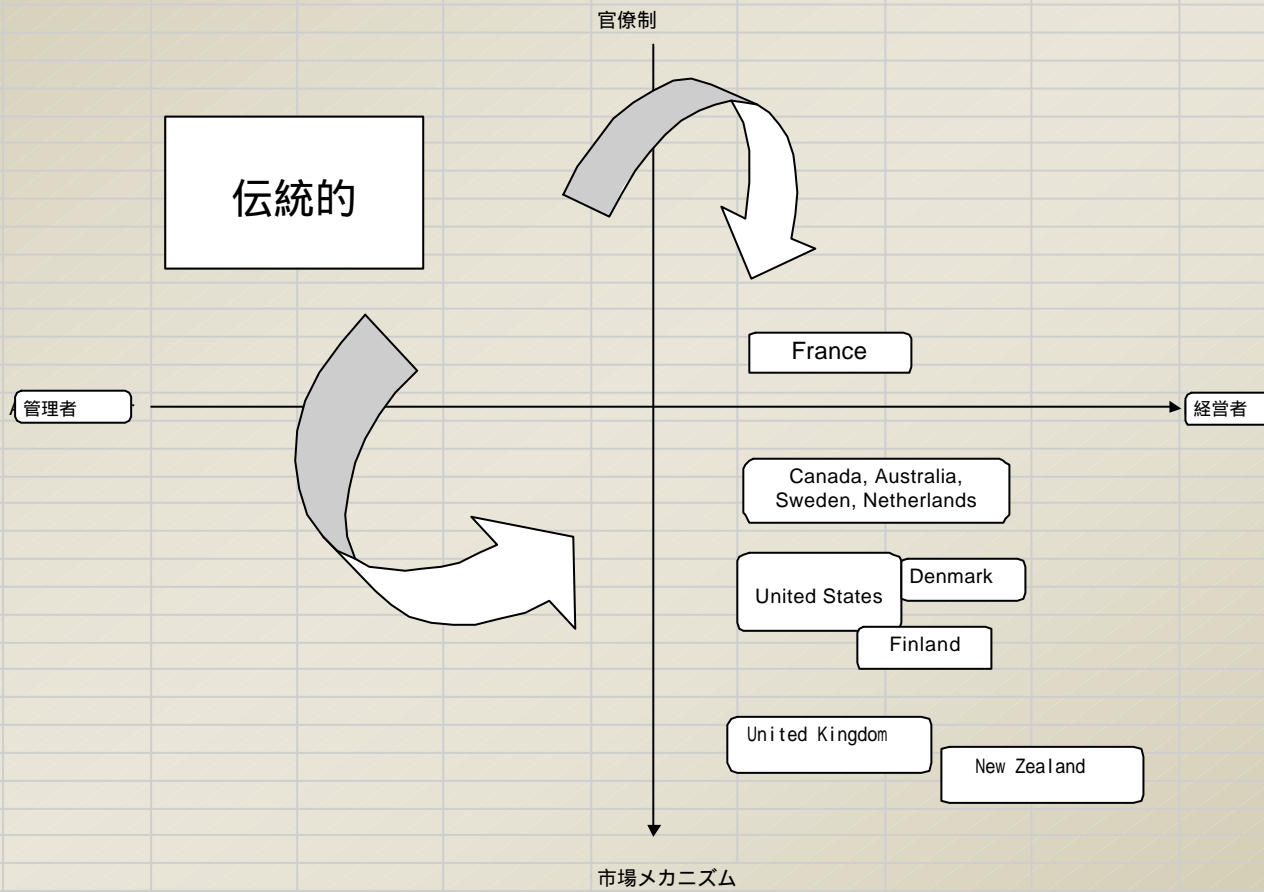 官僚制
伝統的
France
管理者
経営者
Canada, Australia,
Sweden, Netherlands
Denmark
United States
Finland
United Kingdom
New Zealand
市場メカニズム